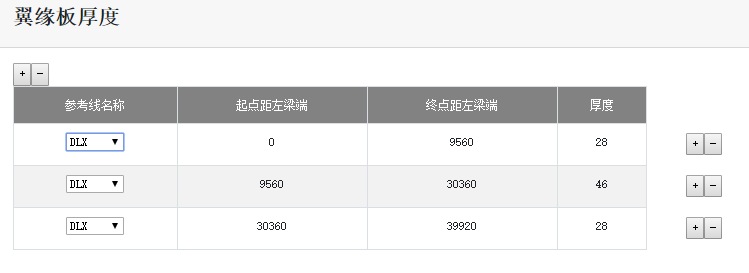 翼缘板厚度
+ −
参考线名称 起点距左梁端 终点距左梁端 厚度
DLX 0 9560 28 + −
DLX 9560 30360 46 + −
DLX 30360 39920 28 + −